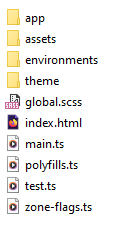 app
assets
environments
theme
global.scss
index.html
main.ts
polyfills.ts
test.ts
zone-flags.ts